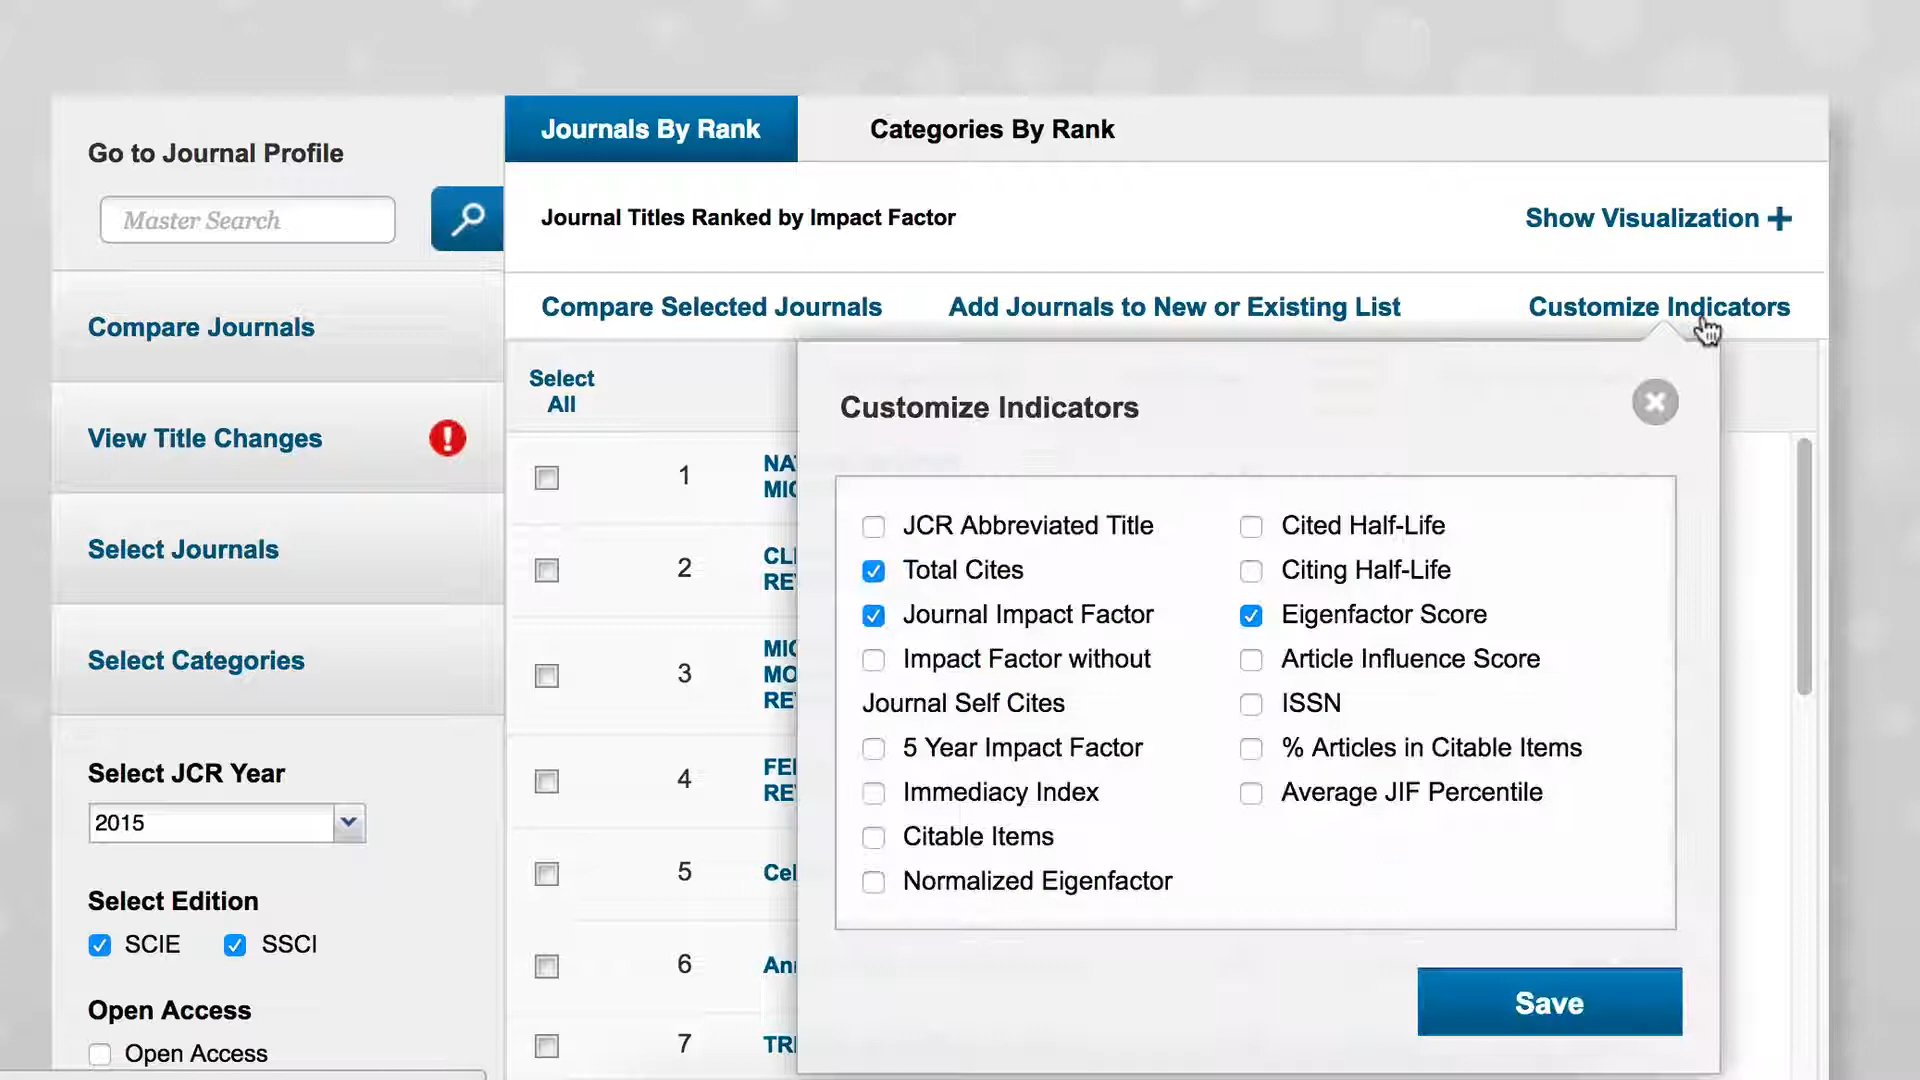 Go to Journal Profile
Master Search
Compare Journals
View Title Changes
Select Journals
Select Categories
Select JCR Year
2015
Select Edition
SCIE SSCI
Open Access
Open Access
Journals By Rank Categories By Rank
Journal Titles Ranked by Impact Factor
Show Visualization +
Compare Selected Journals Add Journals to New or Existing List Customize Indicators
Select
All
1
2
3
4
5
6
7
Customize Indicators
JCR Abbreviated Title
Total Cites
Journal Impact Factor
Impact Factor without
Journal Self Cites
5 Year Impact Factor
Immediacy Index
Citable Items
Normalized Eigenfactor
Cited Half-Life
Citing Half-Life
Eigenfactor Score
Article Influence Score
ISSN
% Articles in Citable Items
Average JIF Percentile
Save